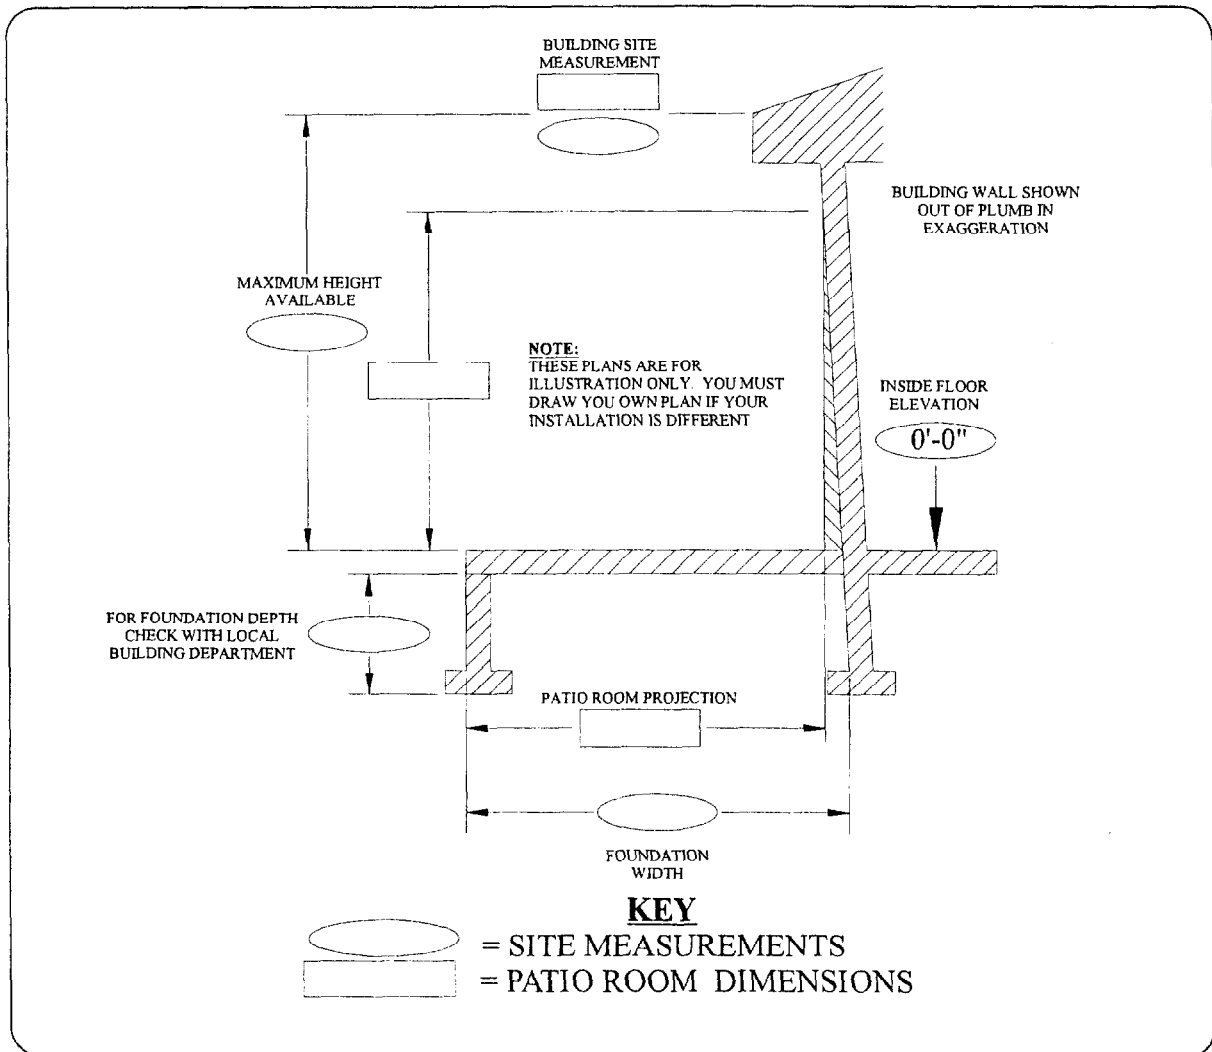 BUILDING SITE
MEASUREMENT
BUILDING WALL SHOWN
OUT OF PLUMB IN
EXAGGERATION
MAXIMUM HEIGHT
AVAILABLE
NOTE:
THESE PLANS ARE FOR
ILLUSTRATION ONLY. YOU MUST
DRAW YOU OWN PLAN IF YOUR
INSTALLATION IS DIFFERENT
INSIDE FLOOR
ELEVATION
0'-0"
FOR FOUNDATION DEPTH
CHECK WITH LOCAL
BUILDING DEPARTMENT
PATIO ROOM PROJECTION
FOUNDATION
WIDTH
KEY
= SITE MEASUREMENTS
= PATIO ROOM DIMENSIONS